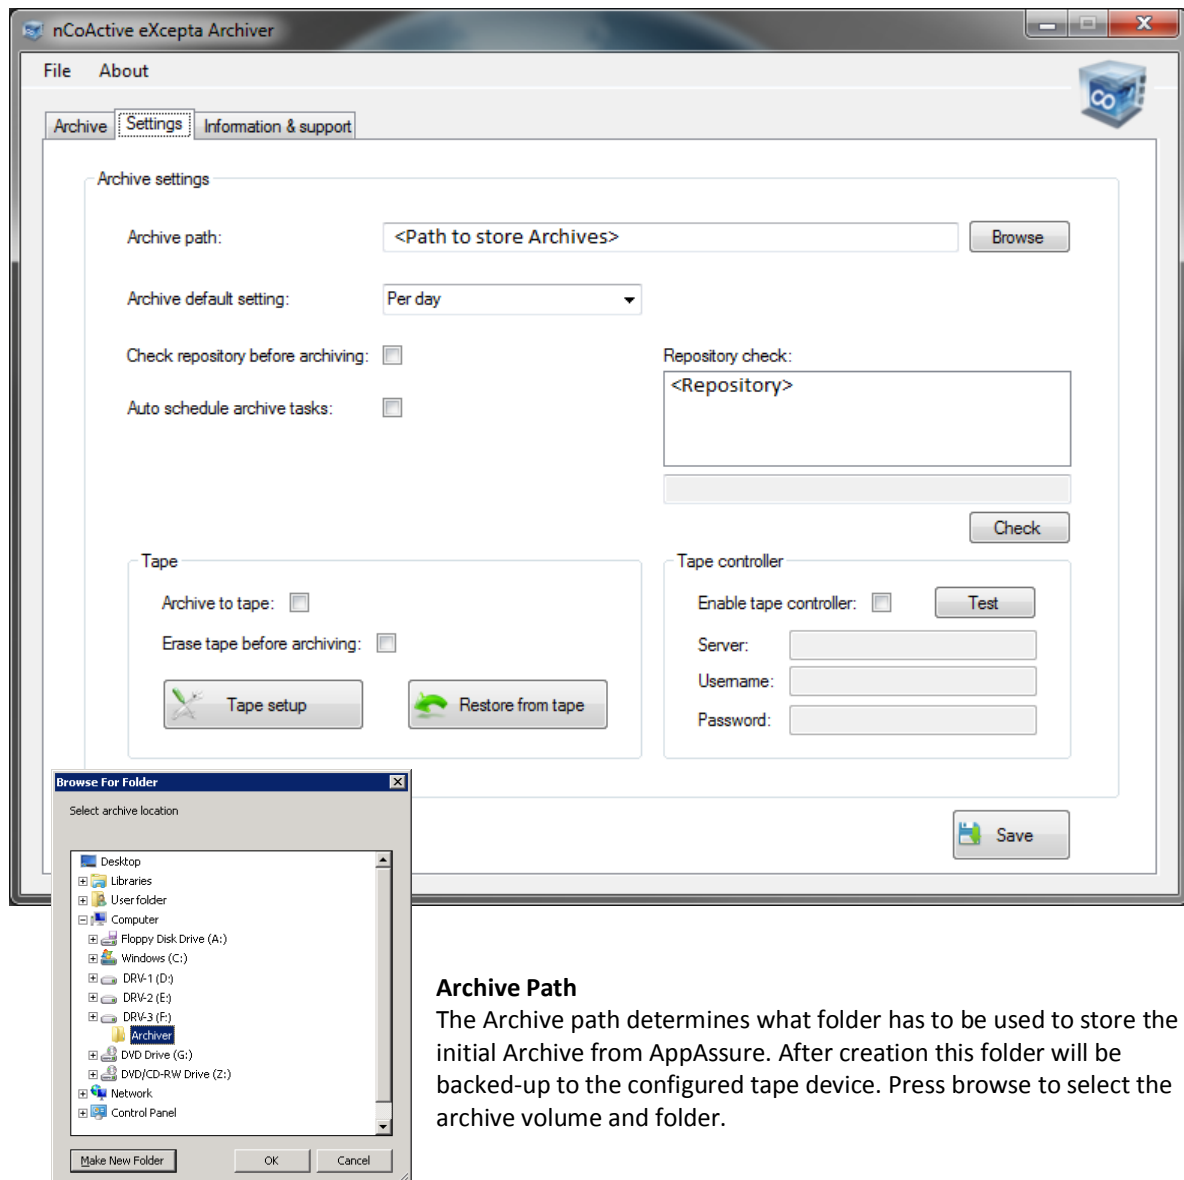 nCoActive eXcepta Archiver
File About
CO
Archive Settings Information & support
Archive settings
Archive path: <Path to store Archives> Browse
Archive default setting: Per day
Check repository before archiving: Repository check:
<Repository>
Auto schedule archive tasks:
Check
Tape Tape controller
Archive to tape: Enable tape controller: Test
Erase tape before archiving: Server:
Username:
Tape setup Restore from tape
Password:
Browse For Folder
Select archive location
Save
Desktop
Libraries
User folder
Computer
Floppy Disk Drive (A:)
Windows (C:)
DRV-1 (D:)
DRV-2 (E:)
DRV-3 (F:)
Archiver
DVD Drive (G:)
DVD/CD-RW Drive (Z:)
Network
Control Panel
Make New Folder OK Cancel
Archive Path
The Archive path determines what folder has to be used to store the
initial Archive from AppAssure. After creation this folder will be
backed-up to the configured tape device. Press browse to select the
archive volume and folder.